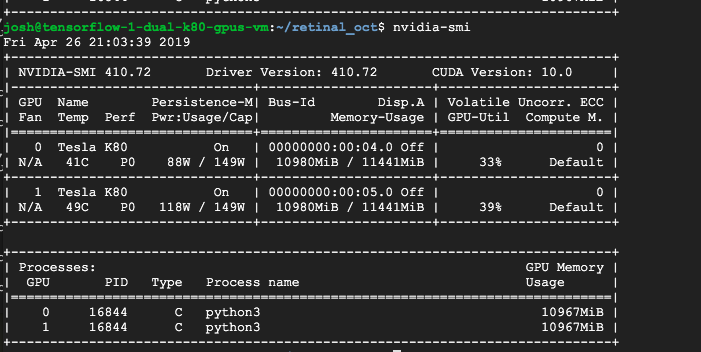 josh@tensorflow-1-dual-k80-gpus-vm:~/retinal_oct$ nvidia-smi
Fri Apr 26 21:03:39 2019
+-----------------------------------------------------------------------------+
| NVIDIA-SMI 410.72       Driver Version: 410.72       CUDA Version: 10.0     |
|-------------------------------+----------------------+----------------------+
| GPU  Name        Persistence-M| Bus-Id        Disp.A | Volatile Uncorr. ECC |
| Fan  Temp  Perf  Pwr:Usage/Cap|         Memory-Usage | GPU-Util  Compute M. |
|===============================+======================+======================|
|   0  Tesla K80           On   | 00000000:00:04.0 Off |                    0 |
| N/A   41C    P0    88W / 149W |  10980MiB / 11441MiB |     33%      Default |
+-------------------------------+----------------------+----------------------+
|   1  Tesla K80           On   | 00000000:00:05.0 Off |                    0 |
| N/A   49C    P0   118W / 149W |  10980MiB / 11441MiB |     39%      Default |
+-------------------------------+----------------------+----------------------+
+-----------------------------------------------------------------------------+
| Processes:                                                       GPU Memory |
|  GPU       PID   Type   Process name                             Usage      |
|=============================================================================|
|    0     16844      C   python3                                    10967MiB |
|    1     16844      C   python3                                    10967MiB |
+-----------------------------------------------------------------------------+